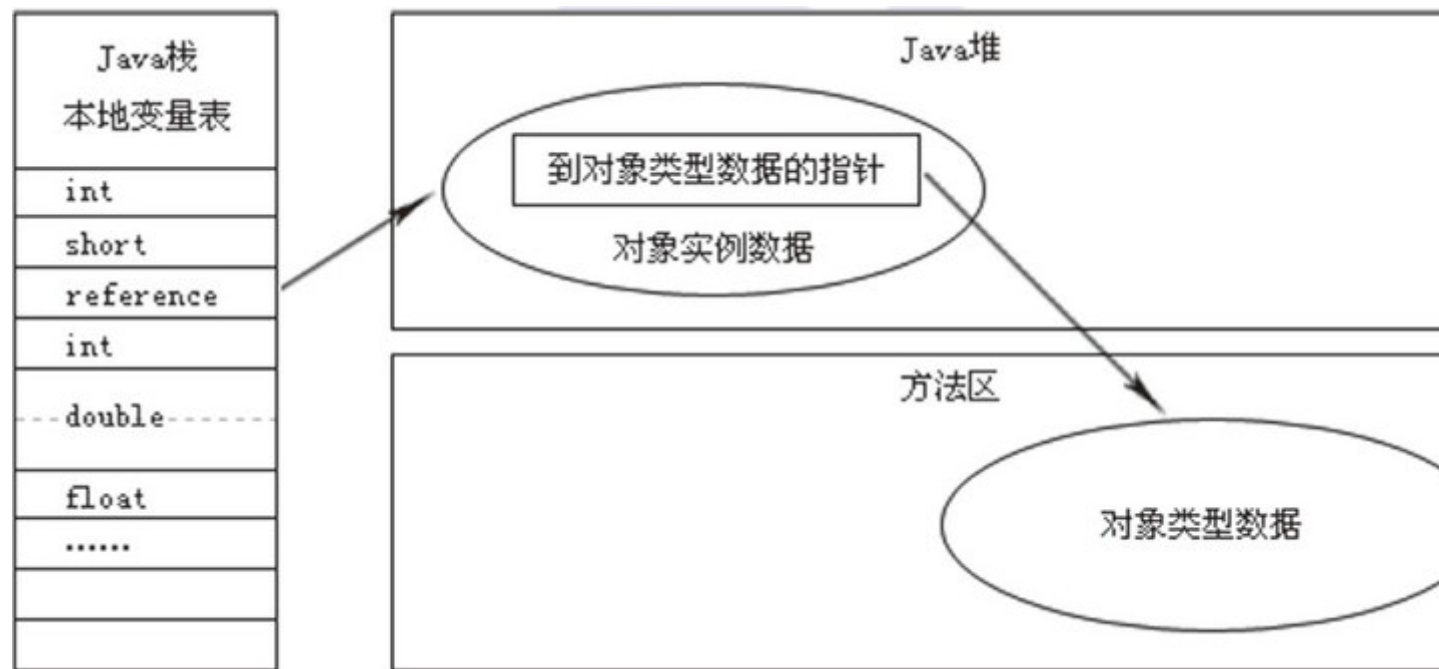 Java栈
本地变量表
int
short
reference
int
double
float
……
Java堆
到对象类型数据的指针
对象实例数据
方法区
对象类型数据